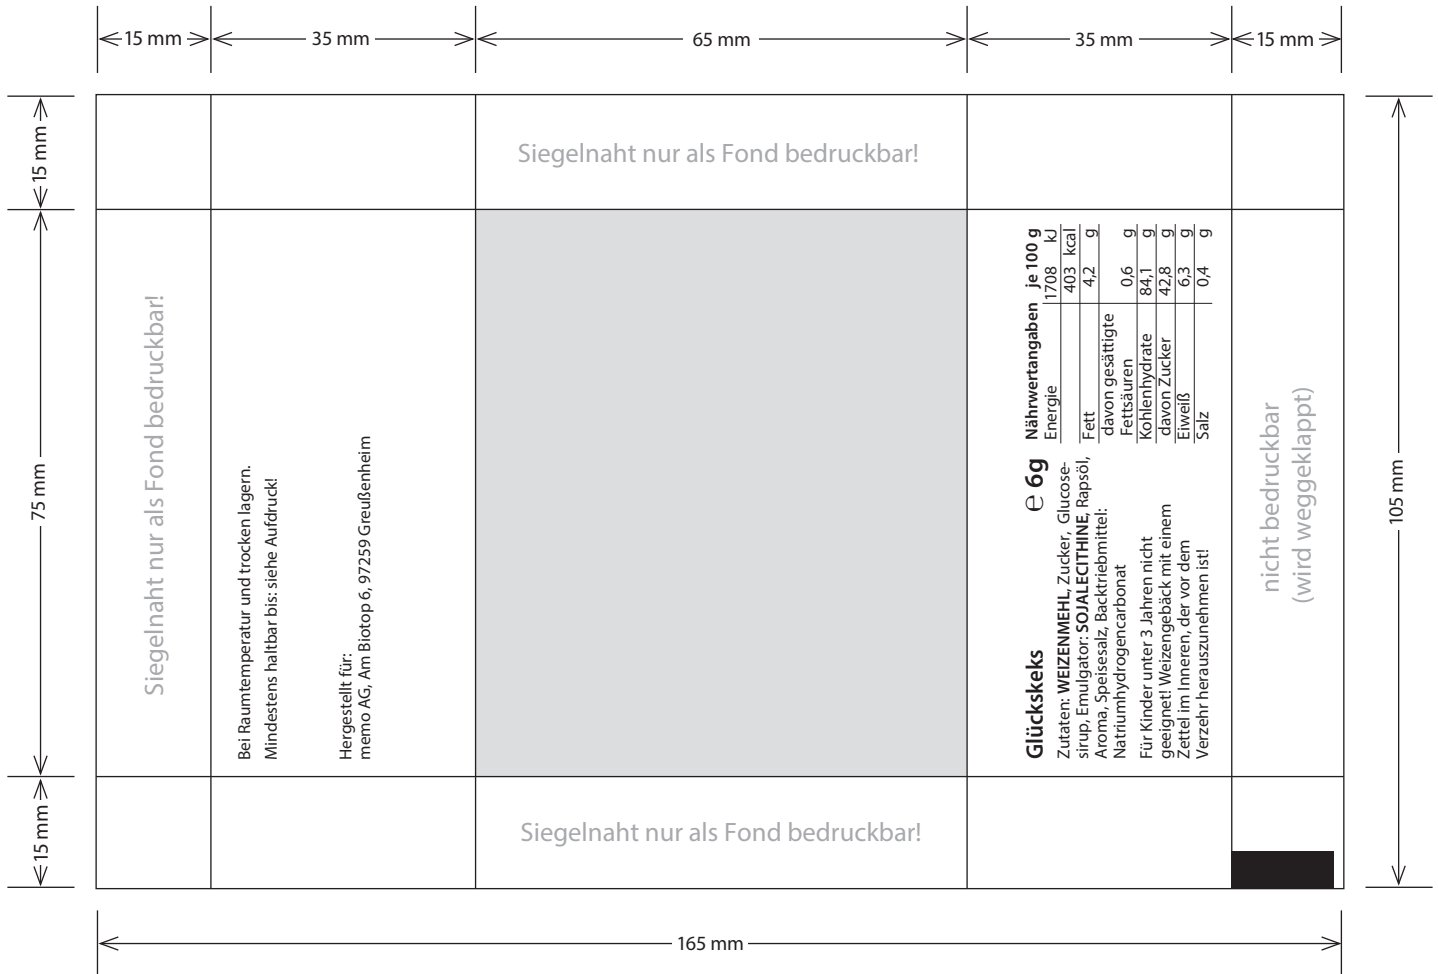 15 mm
35 mm
65 mm
35 mm
15 mm
15 mm
75 mm
15 mm
Siegelnaht nur als Fond bedruckbar!
Siegelnaht nur als Fond bedruckbar!
Bei Raumtemperatur und trocken lagern.
Mindestens haltbar bis: siehe Aufdruck!
Hergestellt für:
memo AG, Am Biotop 6, 97259 Greußenheim
Glückskeks ℮ 6g
Zutaten: WEIZENMEHL, Zucker, Glucose-
sirup, Emulgator: SOJALECITHINE, Rapsöl,
Aroma, Speisesalz, Backtriebmittel:
Natriumhydrogencarbonat
Für Kinder unter 3 Jahren nicht
geeignet! Weizengebäck mit einem
Zettel im Inneren, der vor dem
Verzehr herauszunehmen ist!
Nährwertangaben je 100 g
Energie 1708 kJ
403 kcal
Fett 4,2 g
davon gesättigte
Fettsäuren 0,6 g
Kohlenhydrate 84,1 g
davon Zucker 42,8 g
Eiweiß 6,3 g
Salz 0,4 g
nicht bedruckbar
(wird weggeklappt)
105 mm
Siegelnaht nur als Fond bedruckbar!
165 mm